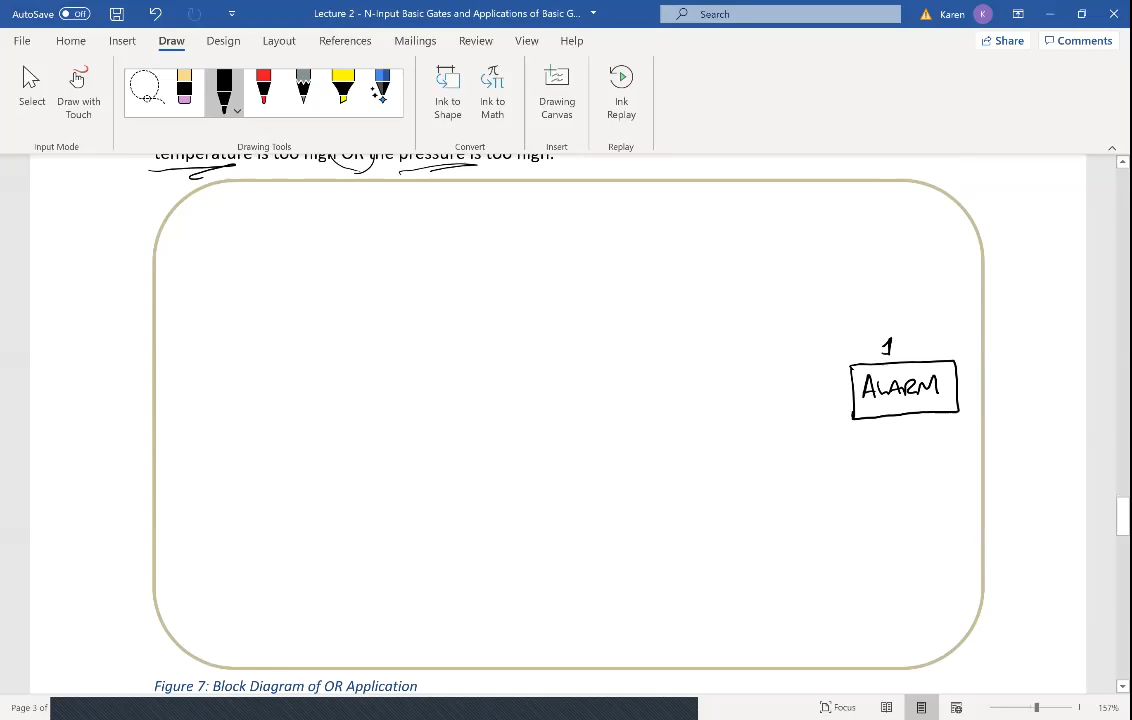 AutoSave Off Lecture 2 - N-Input Basic Gates and Applications of Basic G... Search Karen K
File Home Insert Draw Design Layout References Mailings Review View Help Share Comments
Select Draw with Touch Ink to Shape Ink to Math Drawing Canvas Ink Replay
Input Mode Drawing Tools Convert Insert Replay
temperature is too high OR the pressure is too high.
1
ALARM
Figure 7: Block Diagram of OR Application
Page 3 of Focus 157%